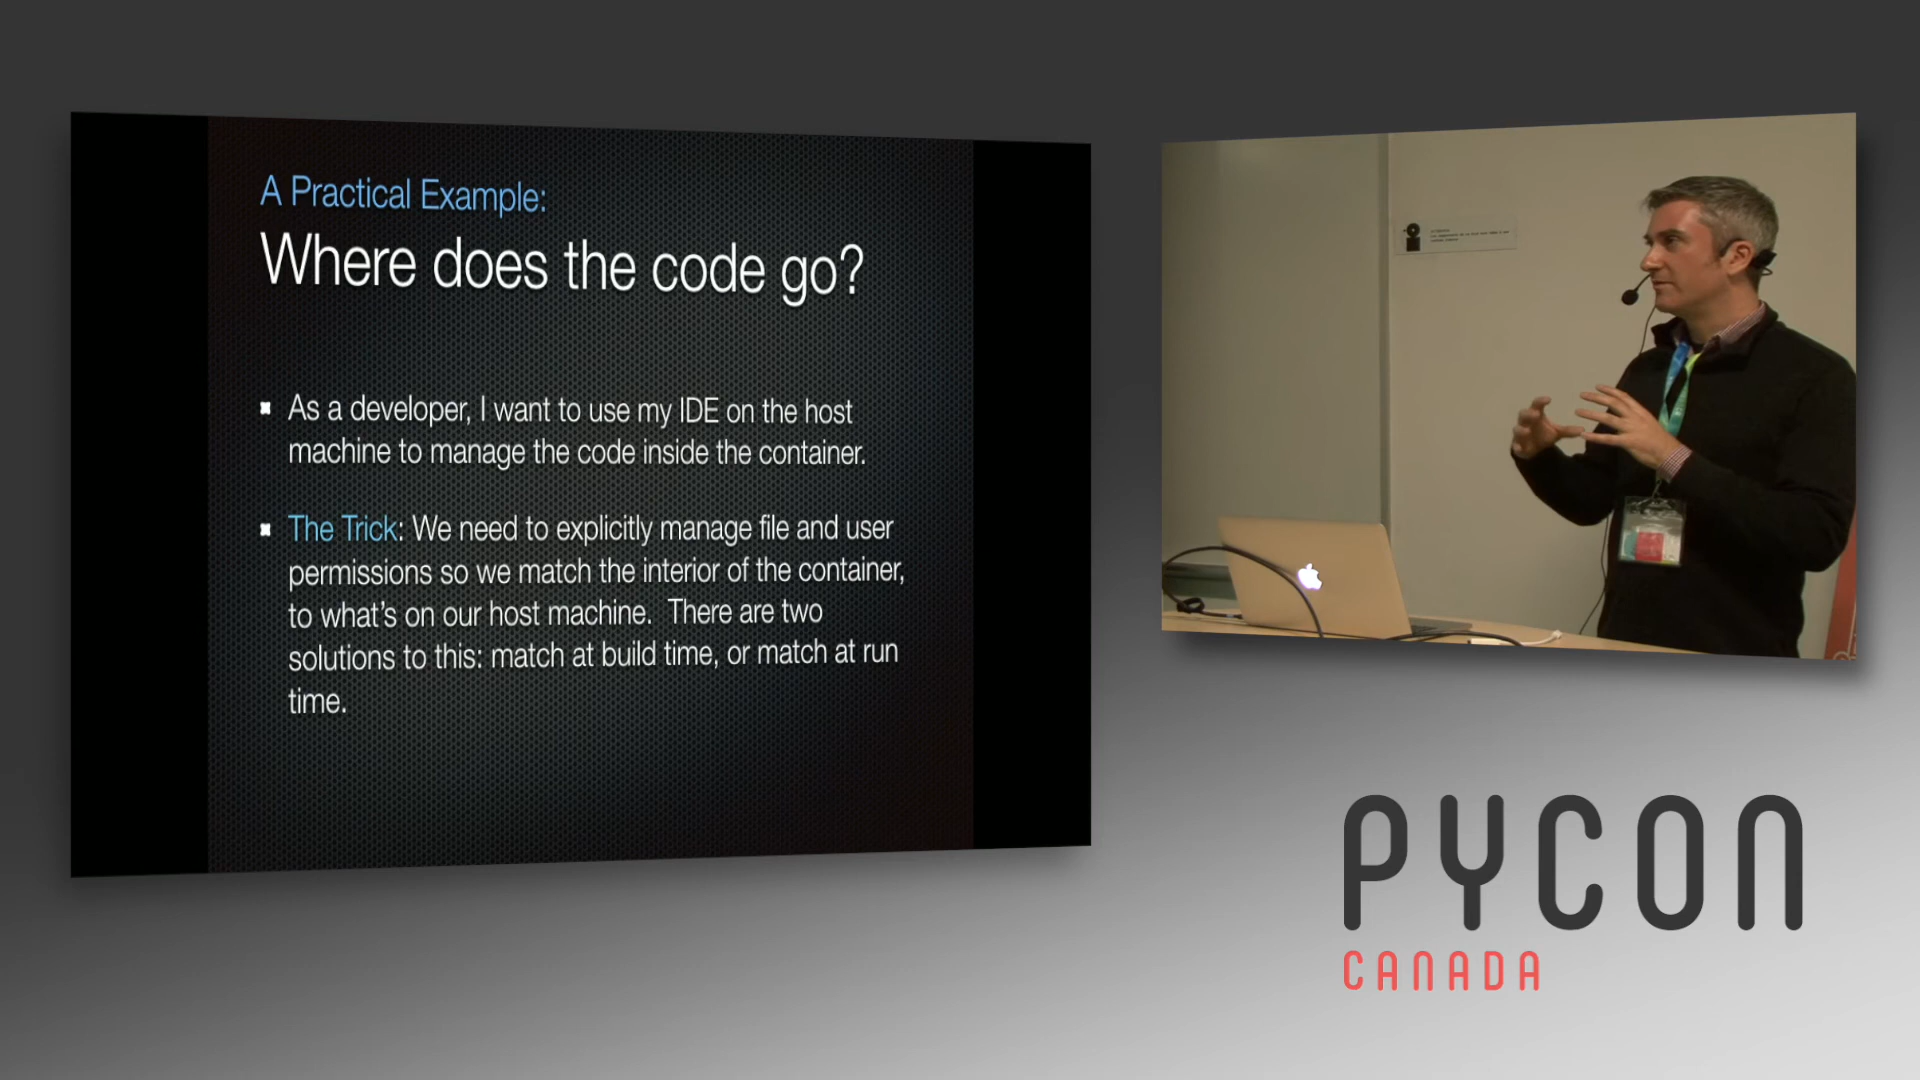 A Practical Example:
Where does the code go?
As a developer, I want to use my IDE on the host
machine to manage the code inside the container.
The Trick: We need to explicitly manage file and user
permissions so we match the interior of the container,
to what's on our host machine. There are two
solutions to this: match at build time, or match at run
time.
PYCON
CANADA